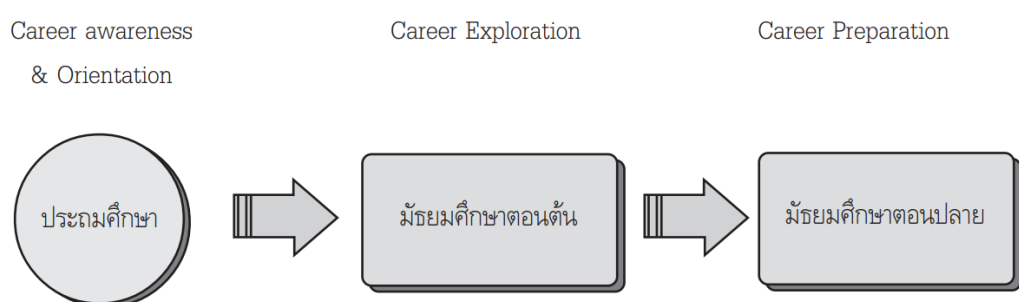 Career awareness
& Orientation
Career Exploration
Career Preparation
ประถมศึกษา
มัธยมศึกษาตอนต้น
มัธยมศึกษาตอนปลาย